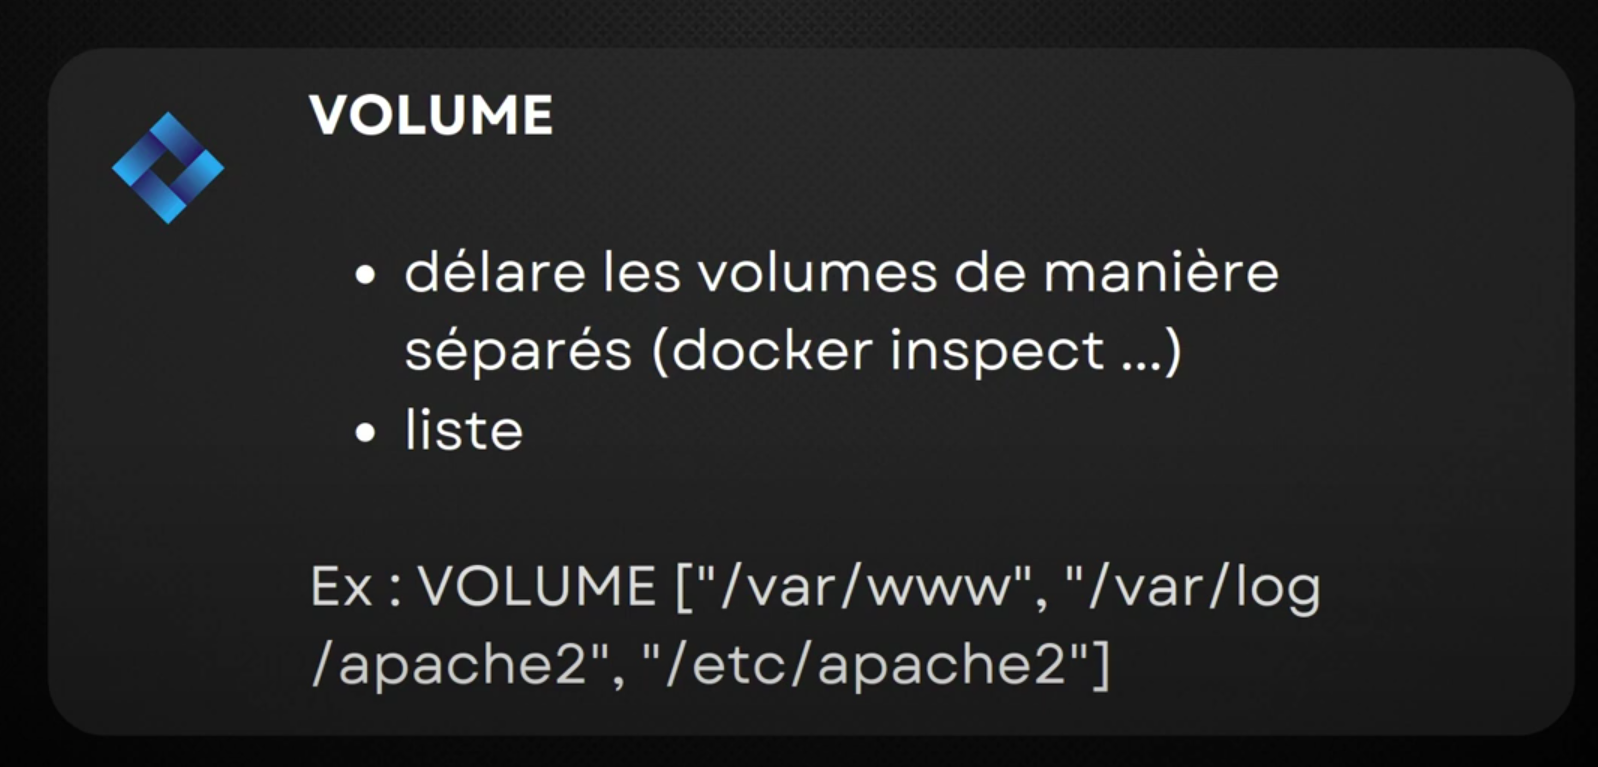 VOLUME
• délare les volumes de manière
séparés (docker inspect ...)
• liste
Ex : VOLUME ["/var/www", "/var/log
/apache2", "/etc/apache2"]